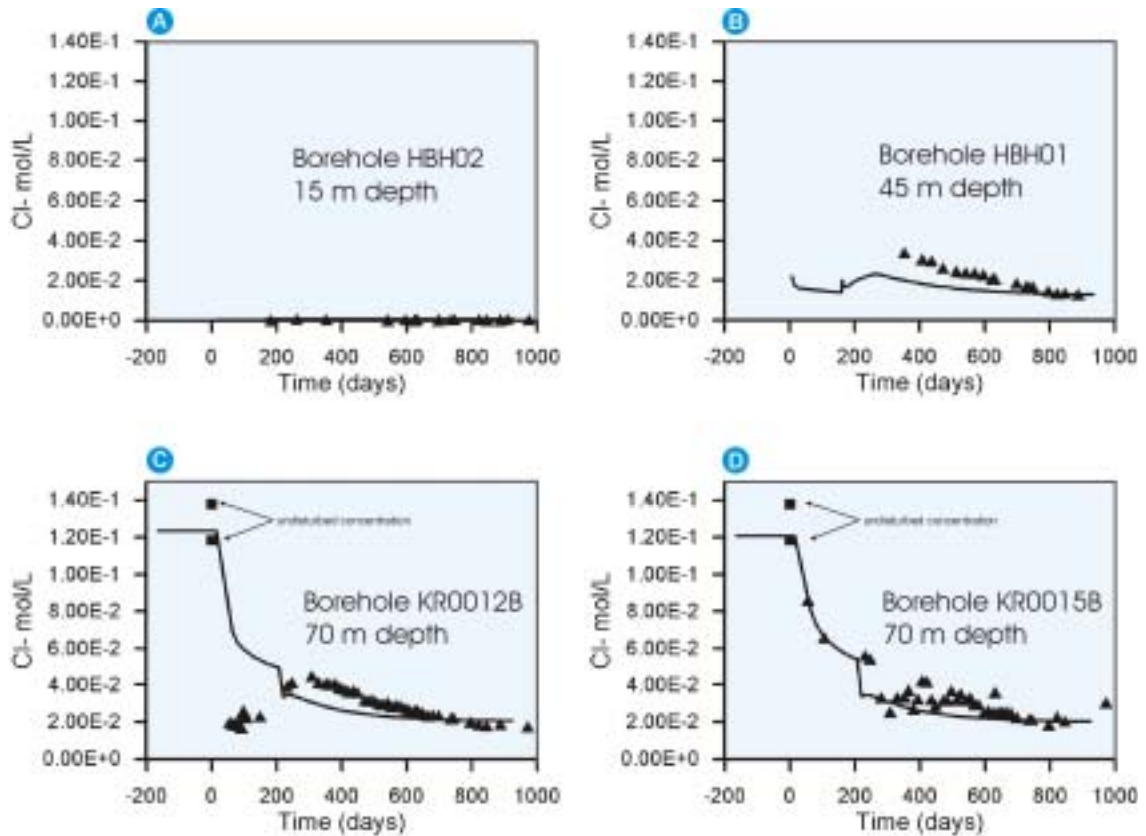 A
1.40E-1
1.20E-1
1.00E-1
8.00E-2
6.00E-2
4.00E-2
2.00E-2
0.00E+0
Cl- mol/L
Borehole HBH02
15 m depth
-200 0 200 400 600 800 1000
Time (days)
B
1.40E-1
1.20E-1
1.00E-1
8.00E-2
6.00E-2
4.00E-2
2.00E-2
0.00E+0
Cl- mol/L
Borehole HBH01
45 m depth
-200 0 200 400 600 800 1000
Time (days)
C
1.40E-1
1.20E-1
1.00E-1
8.00E-2
6.00E-2
4.00E-2
2.00E-2
0.00E+0
Cl- mol/L
undisturbed concentration
Borehole KR0012B
70 m depth
-200 0 200 400 600 800 1000
Time (days)
D
1.40E-1
1.20E-1
1.00E-1
8.00E-2
6.00E-2
4.00E-2
2.00E-2
0.00E+0
Cl- mol/L
undisturbed concentration
Borehole KR0015B
70 m depth
-200 0 200 400 600 800 1000
Time (days)